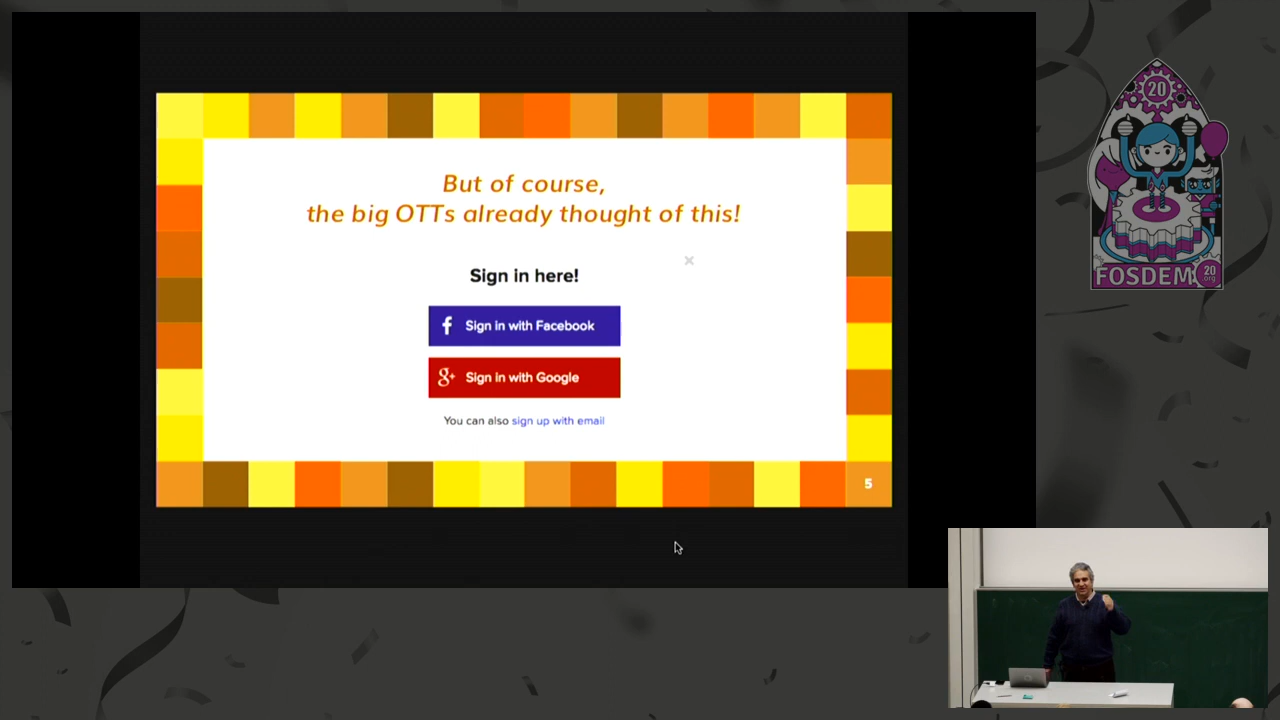 But of course,
the big OTTs already thought of this!
Sign in here!
Sign in with Facebook
Sign in with Google
You can also sign up with email
5
20
FOSDEM
20
.org